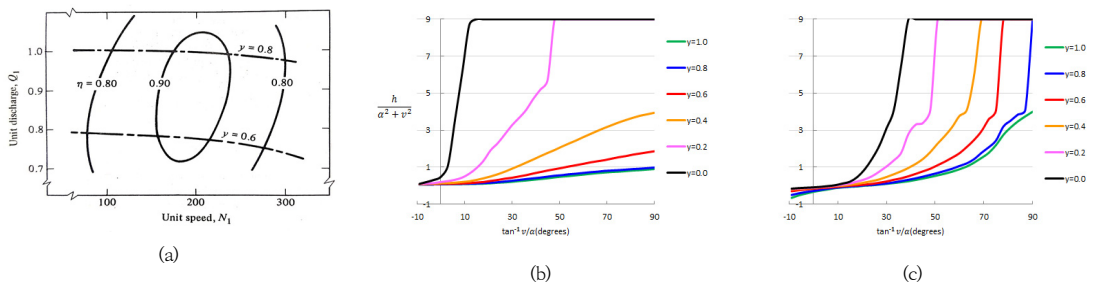 Unit discharge, Q₁
1.0
0.9
0.8
0.7
y = 0.8
η = 0.80
0.90
0.80
y = 0.6
100
200
300
Unit speed, N₁
(a)
h
α² + v²
9
7
5
3
1
-1
-10
10
30
50
70
90
tan⁻¹ v/α(degrees)
y=1.0
y=0.8
y=0.6
y=0.4
y=0.2
y=0.0
(b)
9
7
5
3
1
-1
-10
10
30
50
70
90
tan⁻¹ v/α(degrees)
y=1.0
y=0.8
y=0.6
y=0.4
y=0.2
y=0.0
(c)